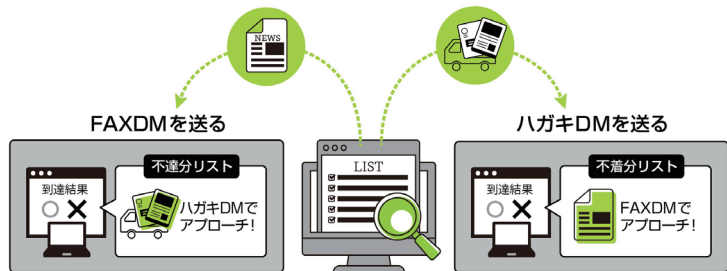 NEWS
FAXDMを送る
ハガキDMを送る
不達分リスト
到達結果
○ ×
ハガキDMで
アプローチ!
LIST
不着分リスト
到達結果
○ ×
FAXDMで
アプローチ!